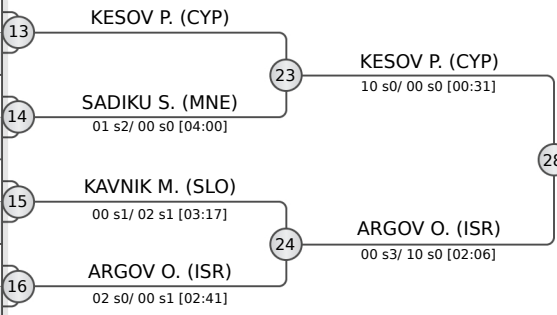 KESOV P. (CYP)
13
23
KESOV P. (CYP)
10 s0/ 00 s0 [00:31]
14
SADIKU S. (MNE)
01 s2/ 00 s0 [04:00]
28
15
KAVNIK M. (SLO)
00 s1/ 02 s1 [03:17]
24
ARGOV O. (ISR)
00 s3/ 10 s0 [02:06]
16
ARGOV O. (ISR)
02 s0/ 00 s1 [02:41]